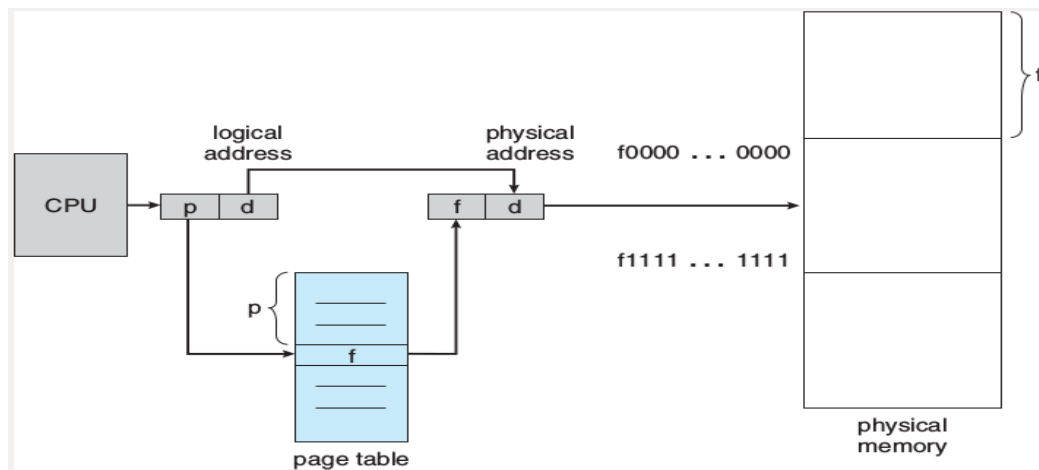 logical
address
physical
address
f0000 ... 0000
f
CPU
p
d
f
d
f1111 ... 1111
p
f
page table
physical
memory